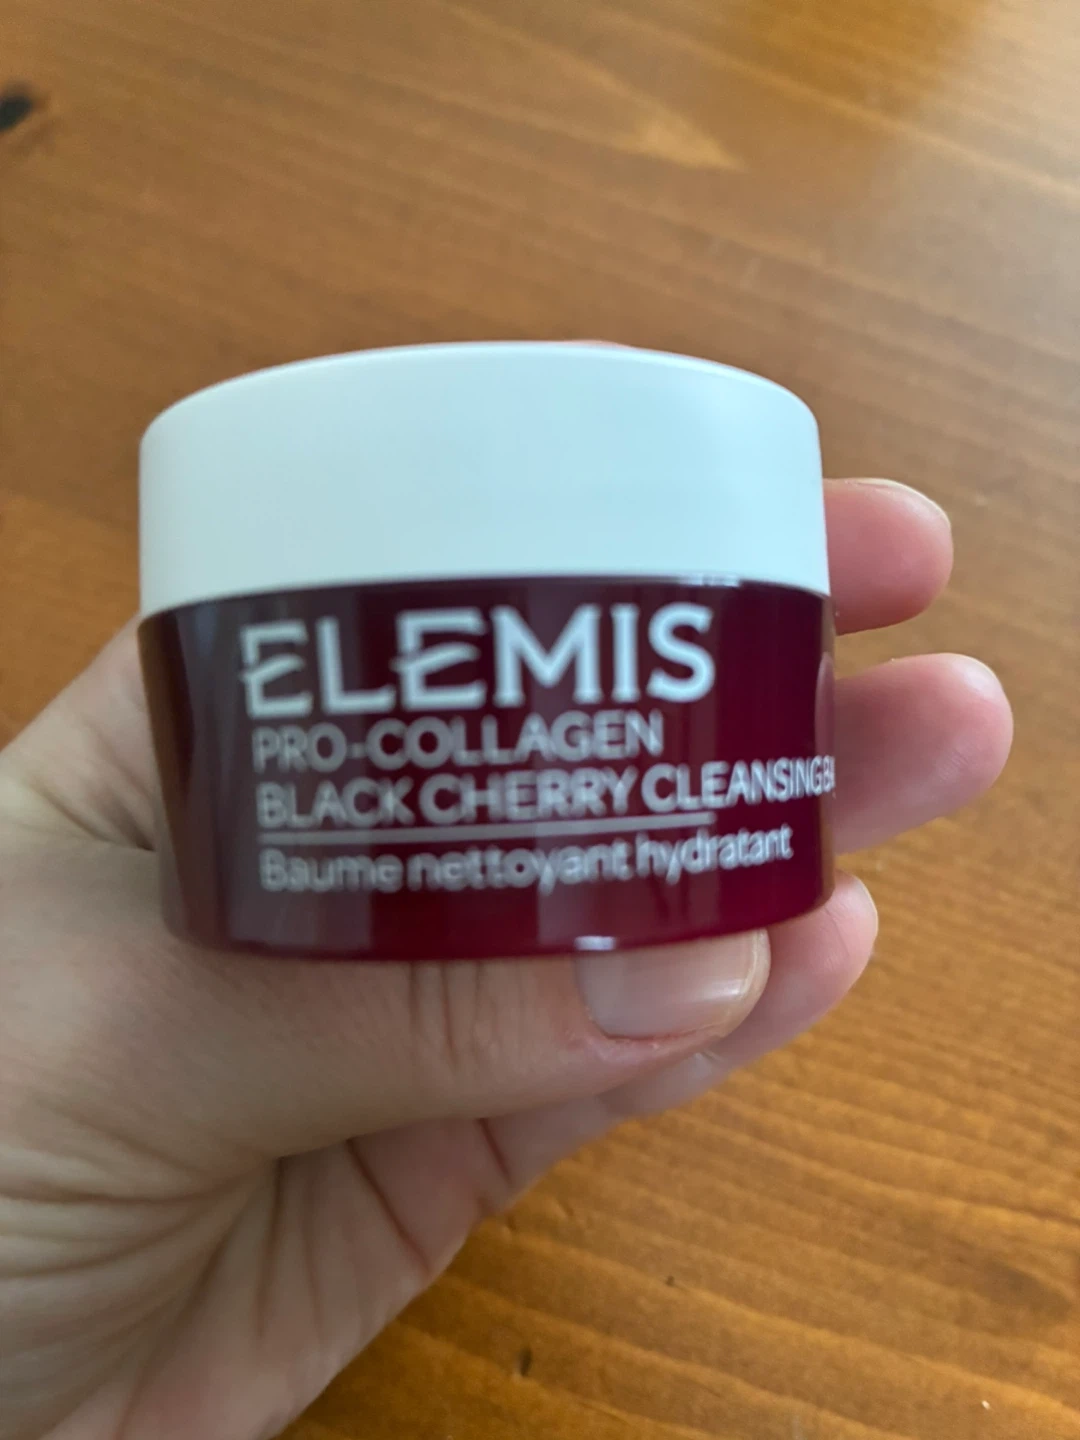 ELEMIS
PRO-COLLAGEN
BLACK CHERRY CLEANSING
Baume nettoyant hydratant